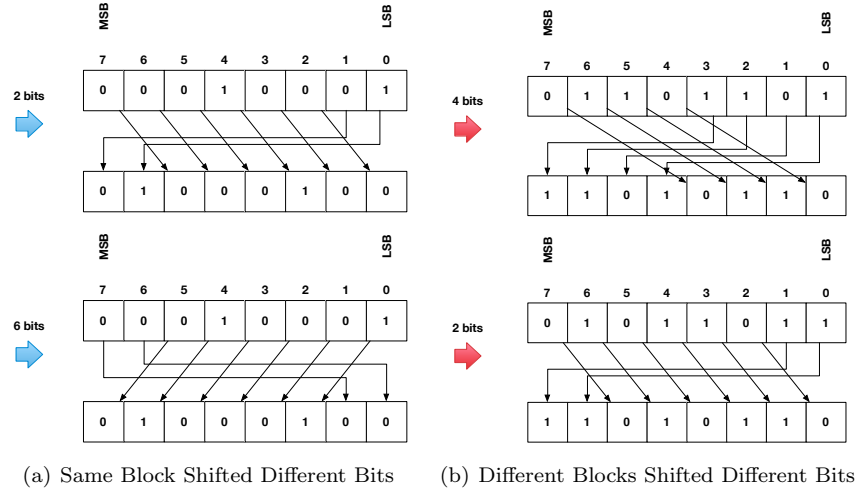 MSB LSB
7 6 5 4 3 2 1 0
2 bits
0 0 0 1 0 0 0 1
0 1 0 0 0 1 0 0
MSB LSB
7 6 5 4 3 2 1 0
6 bits
0 0 0 1 0 0 0 1
0 1 0 0 0 1 0 0
(a) Same Block Shifted Different Bits
MSB LSB
7 6 5 4 3 2 1 0
4 bits
0 1 1 0 1 1 0 1
1 1 0 1 0 1 1 0
MSB LSB
7 6 5 4 3 2 1 0
2 bits
0 1 0 1 1 0 1 1
1 1 0 1 0 1 1 0
(b) Different Blocks Shifted Different Bits